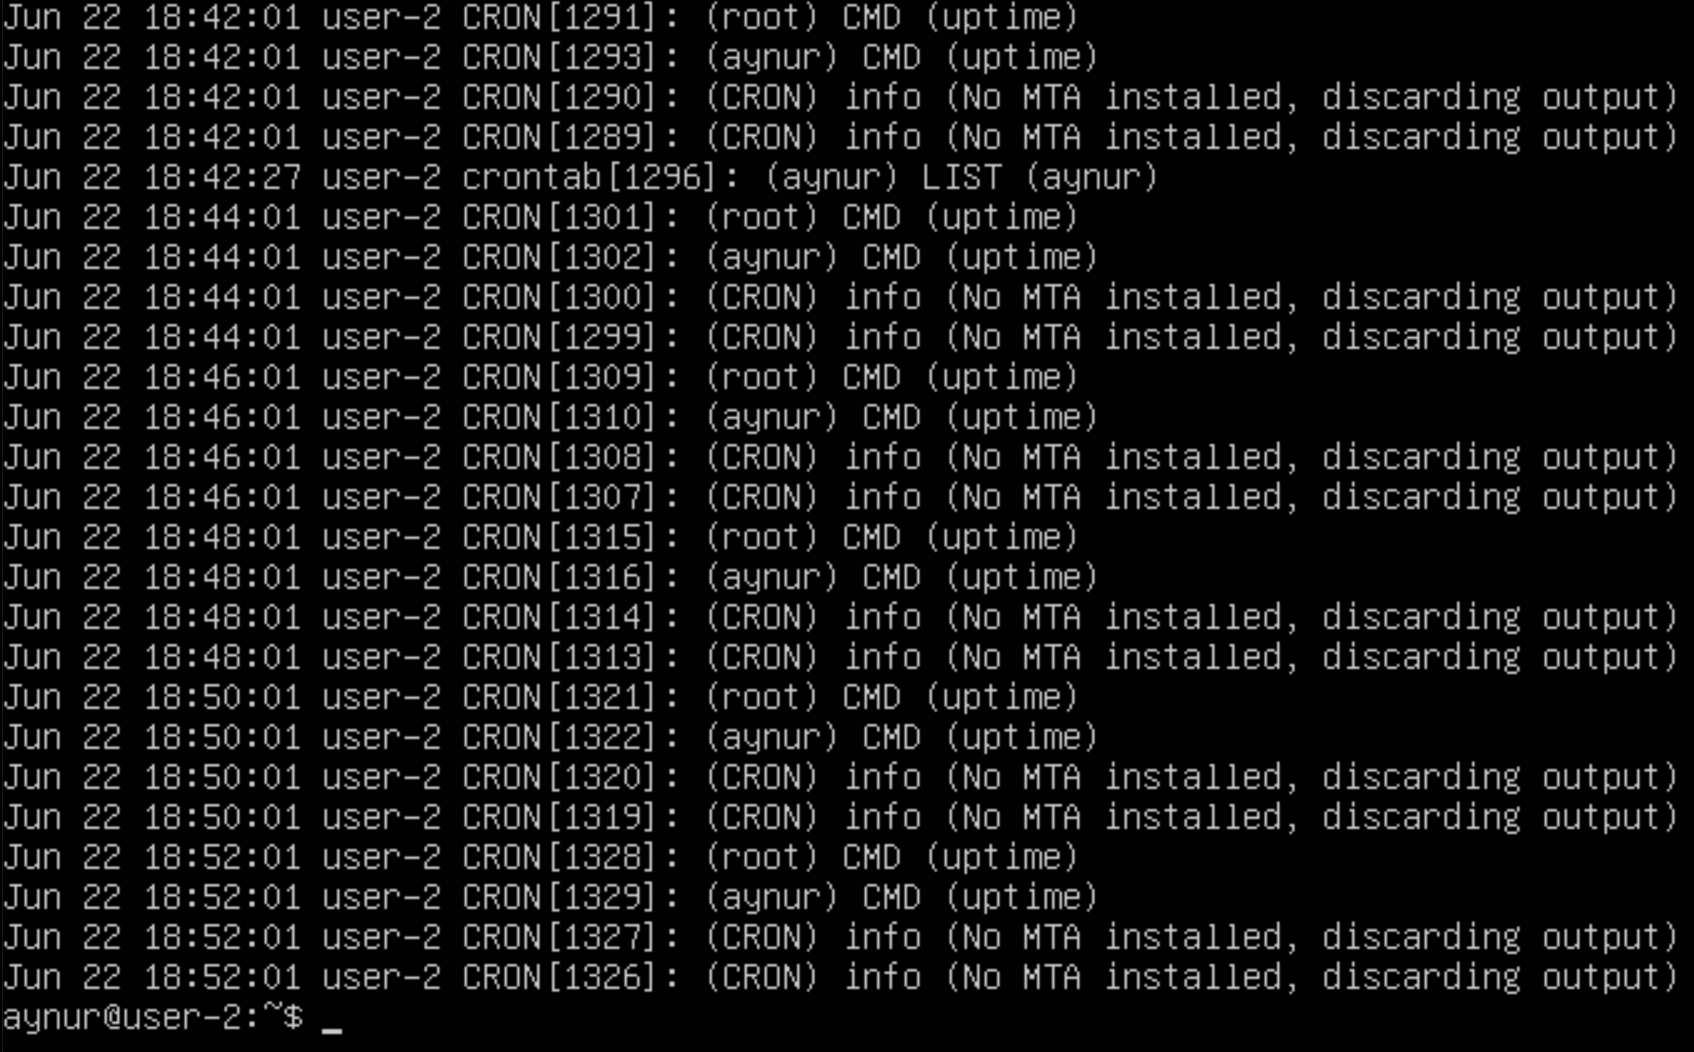 Jun 22 18:42:01 user-2 CRON[1291]: (root) CMD (uptime)
Jun 22 18:42:01 user-2 CRON[1293]: (aynur) CMD (uptime)
Jun 22 18:42:01 user-2 CRON[1290]: (CRON) info (No MTA installed, discarding output)
Jun 22 18:42:01 user-2 CRON[1289]: (CRON) info (No MTA installed, discarding output)
Jun 22 18:42:27 user-2 crontab[1296]: (aynur) LIST (aynur)
Jun 22 18:44:01 user-2 CRON[1301]: (root) CMD (uptime)
Jun 22 18:44:01 user-2 CRON[1302]: (aynur) CMD (uptime)
Jun 22 18:44:01 user-2 CRON[1300]: (CRON) info (No MTA installed, discarding output)
Jun 22 18:44:01 user-2 CRON[1299]: (CRON) info (No MTA installed, discarding output)
Jun 22 18:46:01 user-2 CRON[1309]: (root) CMD (uptime)
Jun 22 18:46:01 user-2 CRON[1310]: (aynur) CMD (uptime)
Jun 22 18:46:01 user-2 CRON[1308]: (CRON) info (No MTA installed, discarding output)
Jun 22 18:46:01 user-2 CRON[1307]: (CRON) info (No MTA installed, discarding output)
Jun 22 18:48:01 user-2 CRON[1315]: (root) CMD (uptime)
Jun 22 18:48:01 user-2 CRON[1316]: (aynur) CMD (uptime)
Jun 22 18:48:01 user-2 CRON[1314]: (CRON) info (No MTA installed, discarding output)
Jun 22 18:48:01 user-2 CRON[1313]: (CRON) info (No MTA installed, discarding output)
Jun 22 18:50:01 user-2 CRON[1321]: (root) CMD (uptime)
Jun 22 18:50:01 user-2 CRON[1322]: (aynur) CMD (uptime)
Jun 22 18:50:01 user-2 CRON[1320]: (CRON) info (No MTA installed, discarding output)
Jun 22 18:50:01 user-2 CRON[1319]: (CRON) info (No MTA installed, discarding output)
Jun 22 18:52:01 user-2 CRON[1328]: (root) CMD (uptime)
Jun 22 18:52:01 user-2 CRON[1329]: (aynur) CMD (uptime)
Jun 22 18:52:01 user-2 CRON[1327]: (CRON) info (No MTA installed, discarding output)
Jun 22 18:52:01 user-2 CRON[1326]: (CRON) info (No MTA installed, discarding output)
aynur@user-2:~$ _